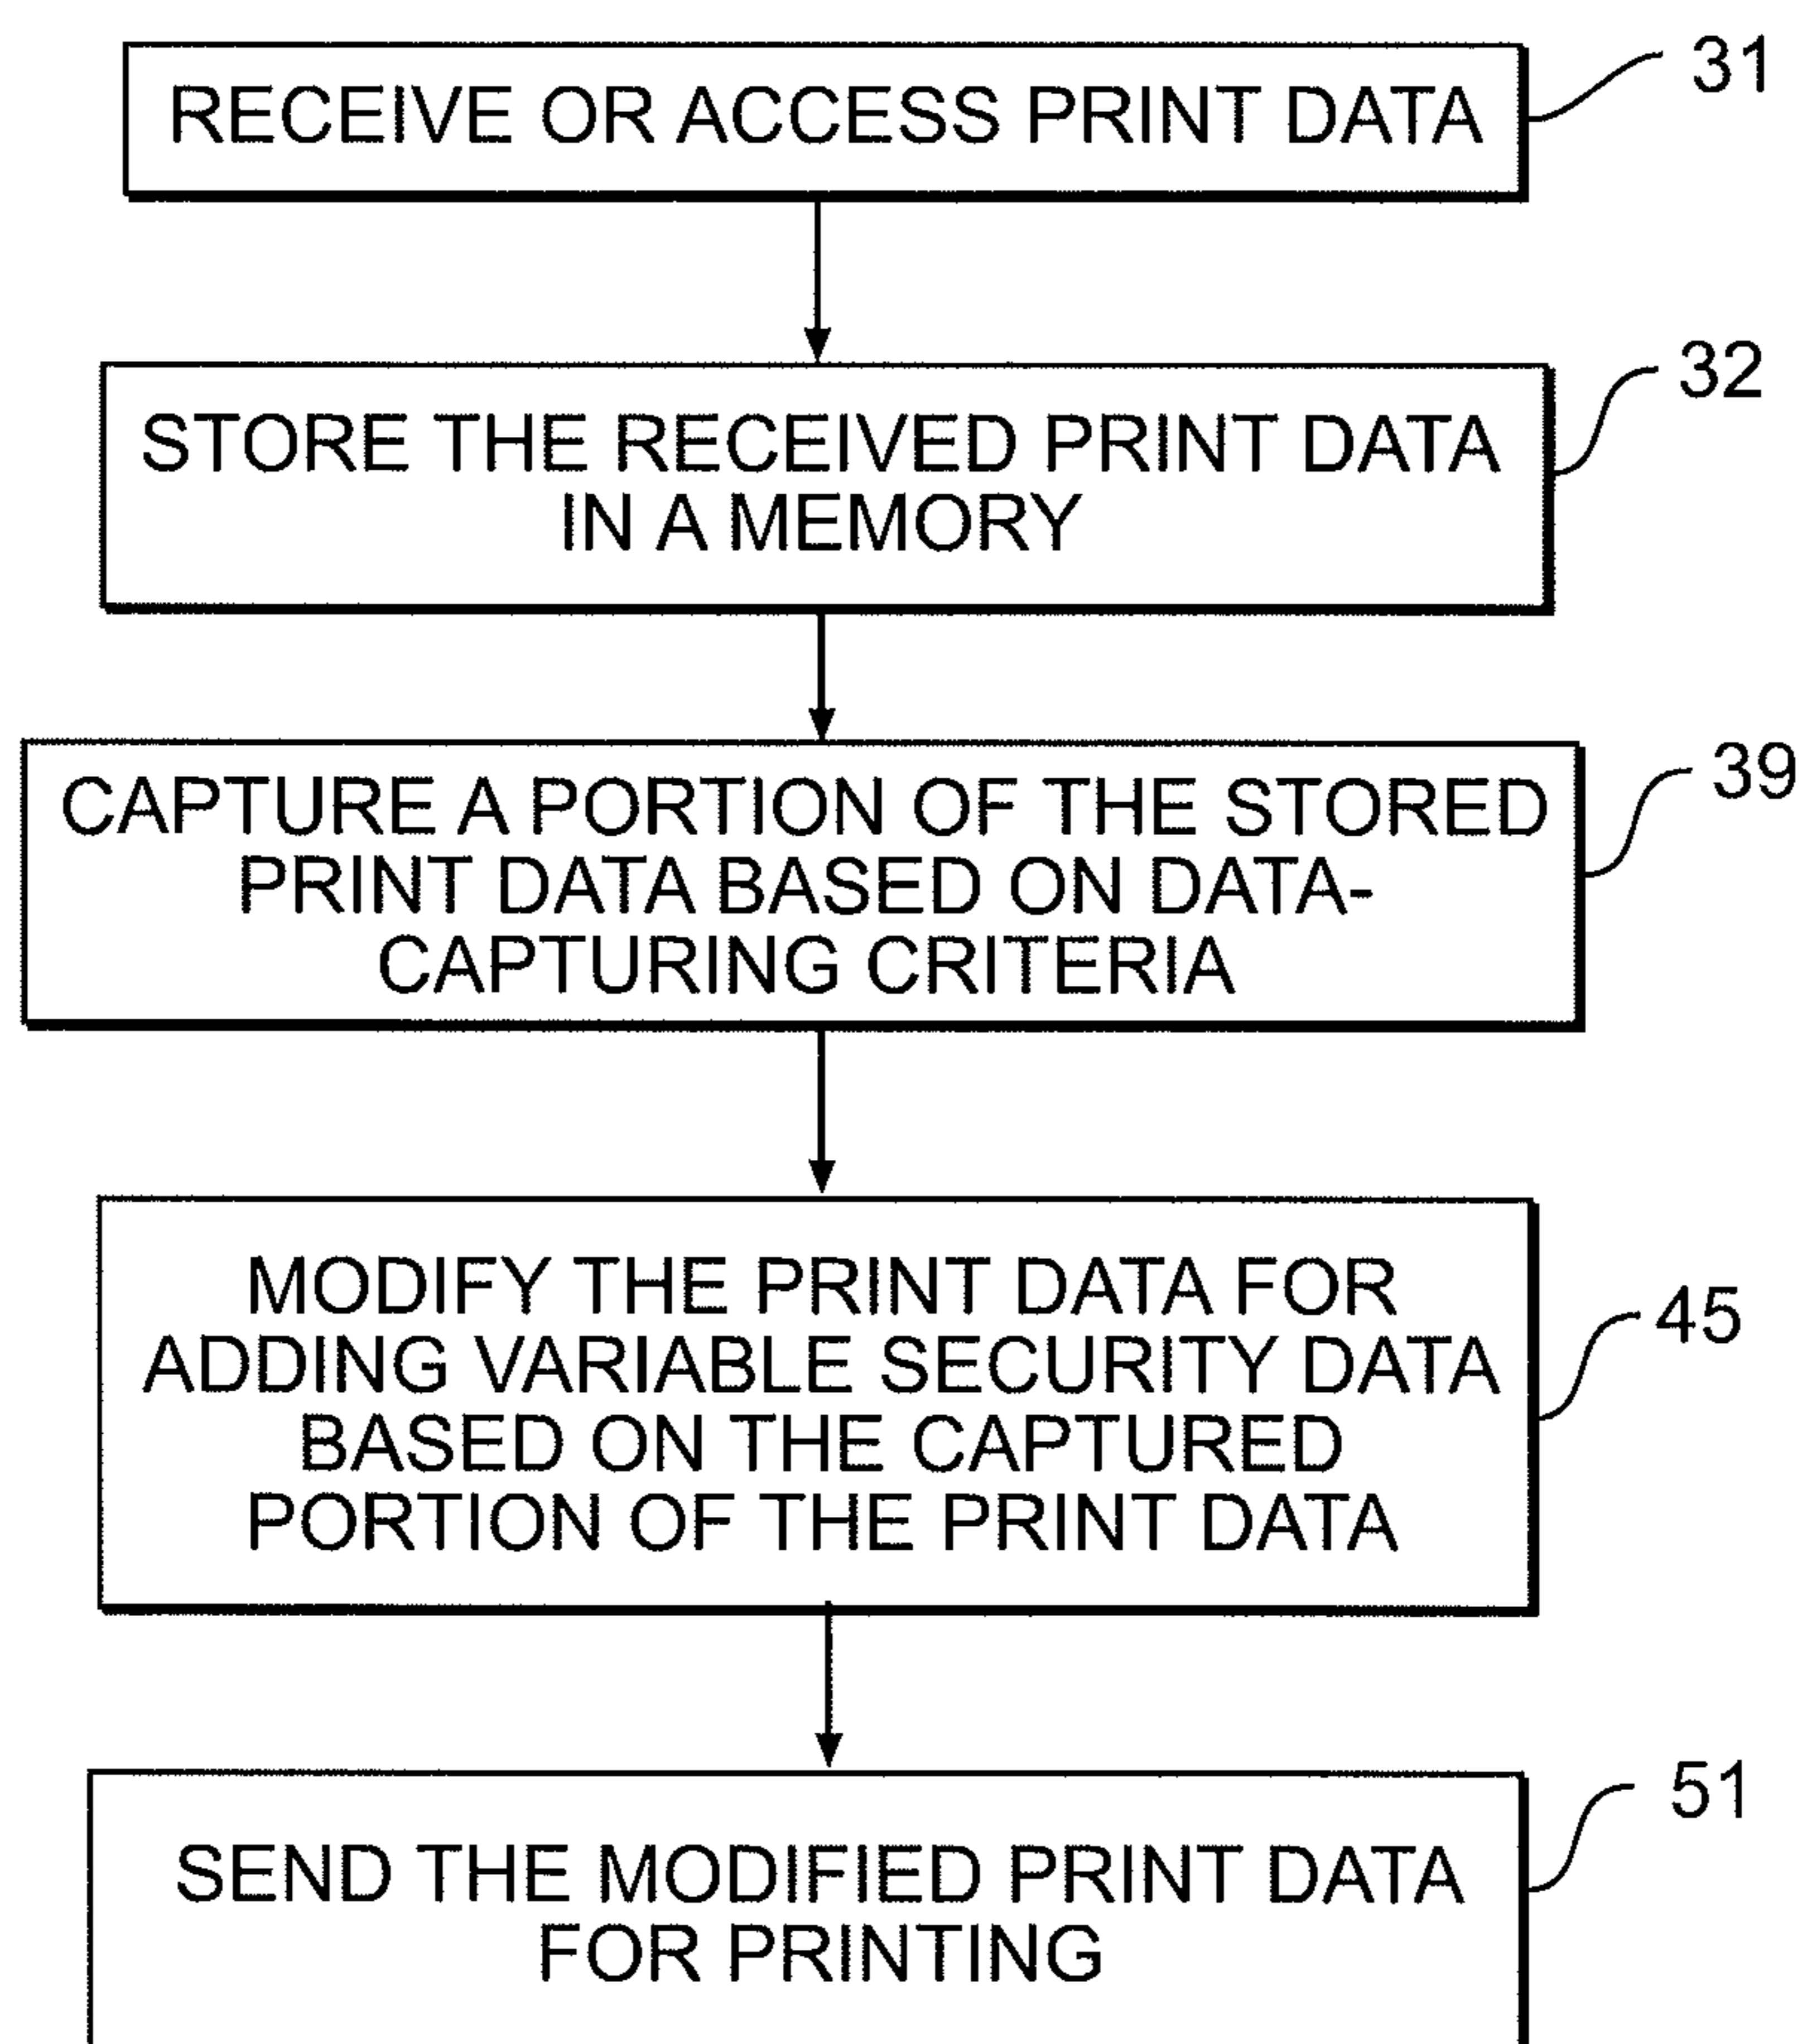 RECEIVE OR ACCESS PRINT DATA
31
STORE THE RECEIVED PRINT DATA
IN A MEMORY
32
CAPTURE A PORTION OF THE STORED
PRINT DATA BASED ON DATA-
CAPTURING CRITERIA
39
MODIFY THE PRINT DATA FOR
ADDING VARIABLE SECURITY DATA
BASED ON THE CAPTURED
PORTION OF THE PRINT DATA
45
SEND THE MODIFIED PRINT DATA
FOR PRINTING
51